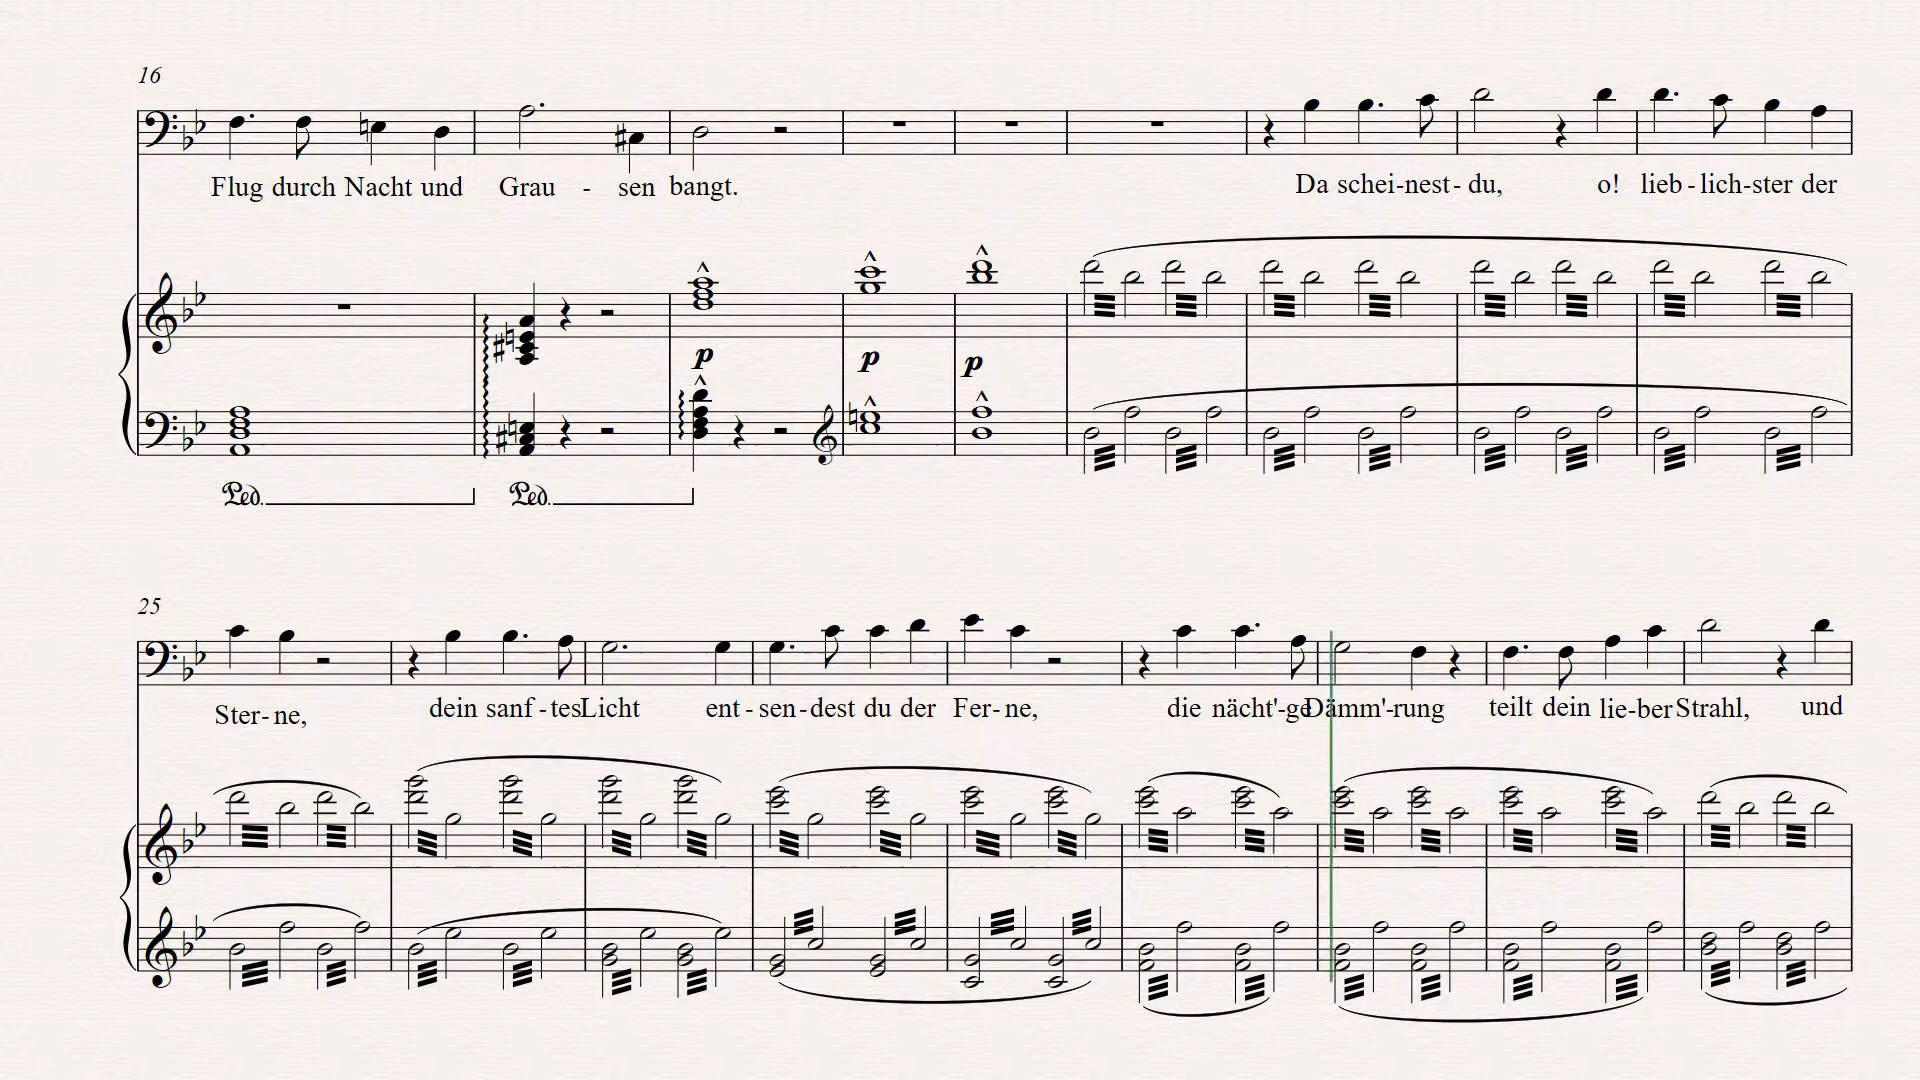 16
Flug durch Nacht und Grau - sen bangt. Da schei-nest- du, o! lieb - lich-ster der
p p p
Ped. Ped.
25
Ster- ne, dein sanf - tes Licht ent - sen - dest du der Fer- ne, die nächt'-ge Dämm'-rung teilt dein lie-ber Strahl, und